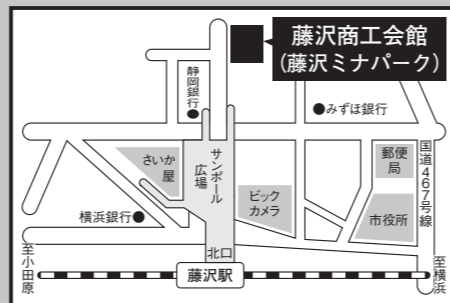 藤沢商工会館
(藤沢ミナパーク)
静岡銀行
みずほ銀行
さいか
屋
サンパール
広場
郵便
局
国道467号線
ビック
カメラ
市役所
横浜銀行
北口
至小田原
藤沢駅
至横浜